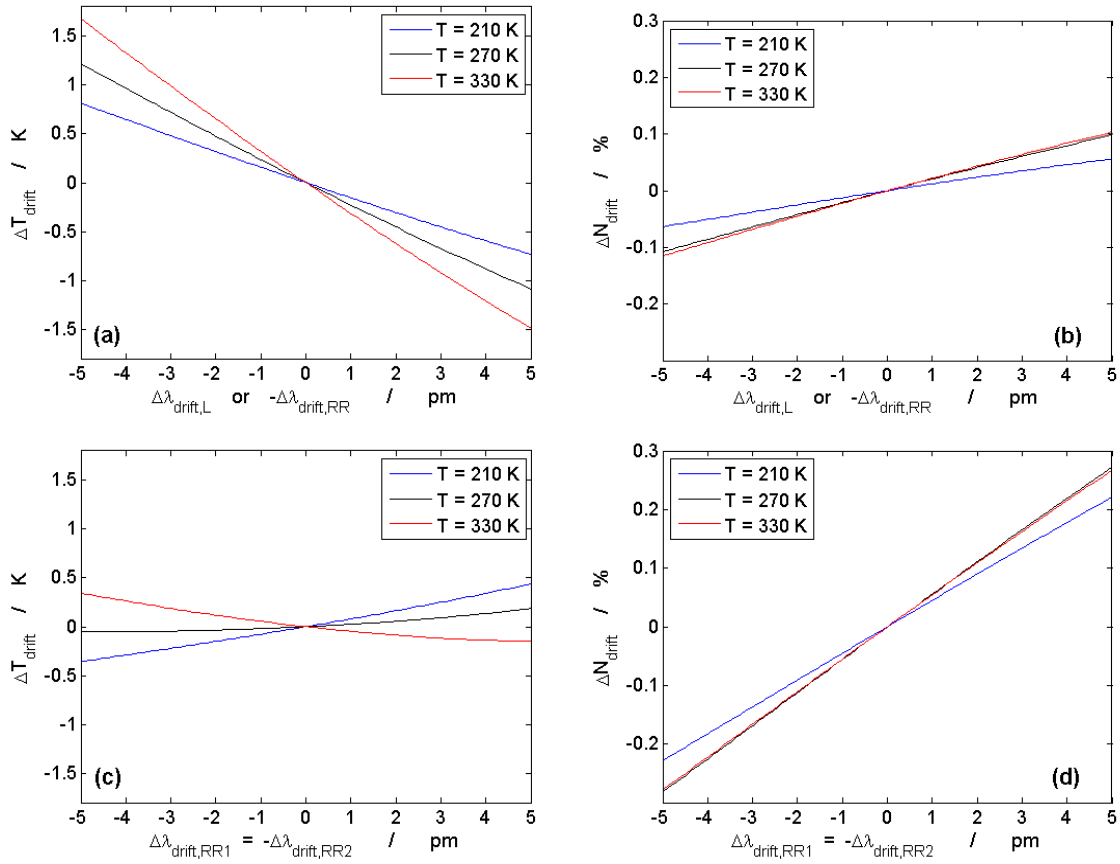 1.5
1
0.5
0
-0.5
-1
-1.5
-5 -4 -3 -2 -1 0 1 2 3 4 5
ΔT_drift / K
Δλ_drift,L or -Δλ_drift,RR / pm
T = 210 K
T = 270 K
T = 330 K
(a)
0.3
0.2
0.1
0
-0.1
-0.2
-5 -4 -3 -2 -1 0 1 2 3 4 5
ΔN_drift / %
Δλ_drift,L or -Δλ_drift,RR / pm
T = 210 K
T = 270 K
T = 330 K
(b)
1.5
1
0.5
0
-0.5
-1
-1.5
-5 -4 -3 -2 -1 0 1 2 3 4 5
ΔT_drift / K
Δλ_drift,RR1 = -Δλ_drift,RR2 / pm
T = 210 K
T = 270 K
T = 330 K
(c)
0.3
0.2
0.1
0
-0.1
-0.2
-5 -4 -3 -2 -1 0 1 2 3 4 5
ΔN_drift / %
Δλ_drift,RR1 = -Δλ_drift,RR2 / pm
T = 210 K
T = 270 K
T = 330 K
(d)